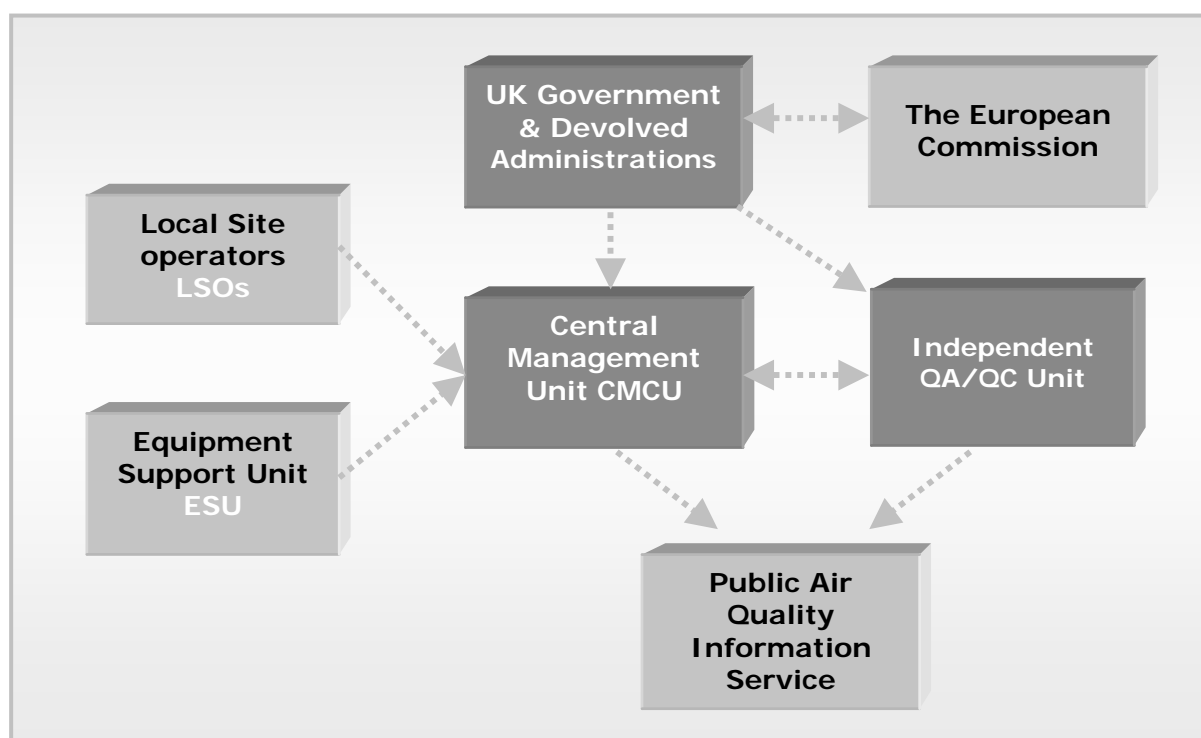 UK Government
& Devolved
Administrations
The European
Commission
Local Site
operators
LSOs
Central
Management
Unit CMCU
Independent
QA/QC Unit
Equipment
Support Unit
ESU
Public Air
Quality
Information
Service